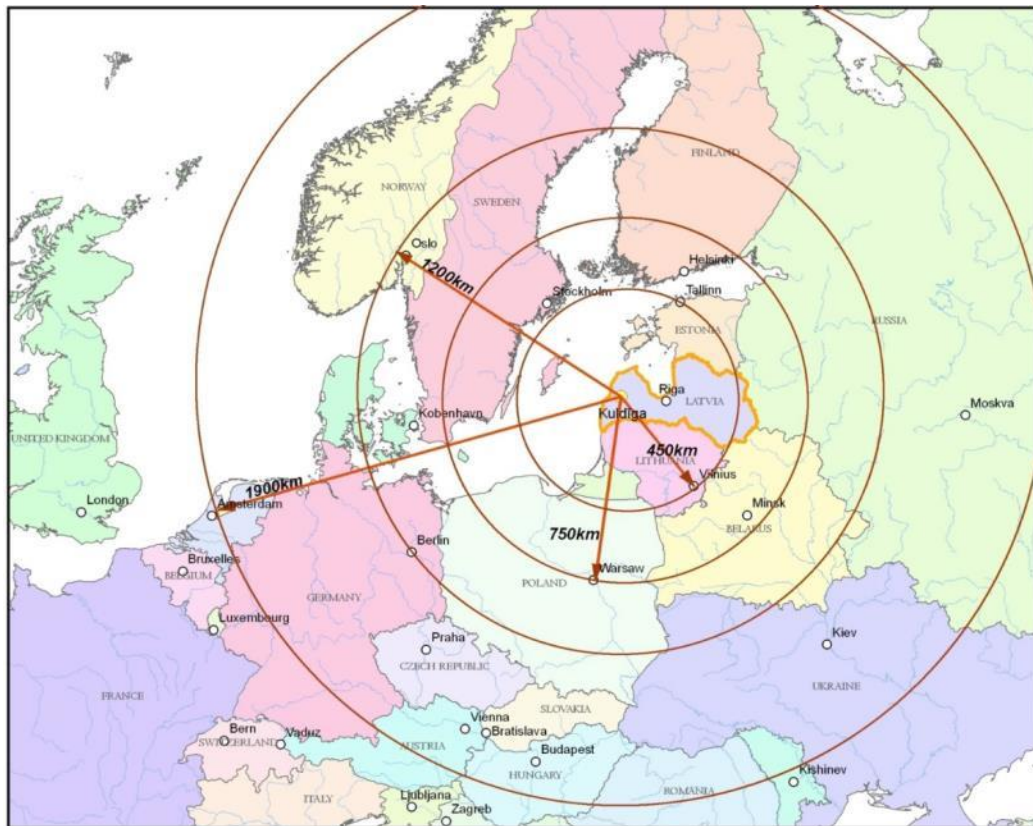 FINLAND
NORWAY
SWEDEN
Oslo
1200km
Helsinki
Stockholm
Tallinn
ESTONIA
RUSSIA
Riga
LATVIA
Kuldiga
Kobenhavn
Moskva
UNITED KINGDOM
450km
LITHUANIA
Vilnius
1900km
London
Amsterdam
Minsk
BELARUS
750km
Berlin
Bruxelles
BELGIUM
Warsaw
POLAND
GERMANY
Luxembourg
Praha
CZECH REPUBLIC
Kiev
UKRAINE
FRANCE
SLOVAKIA
Vienna
Bratislava
Bern
SWITZERLAND
Vaduz
AUSTRIA
Budapest
HUNGARY
Kishinev
ROMANIA
ITALY
Ljubljana
Zagreb